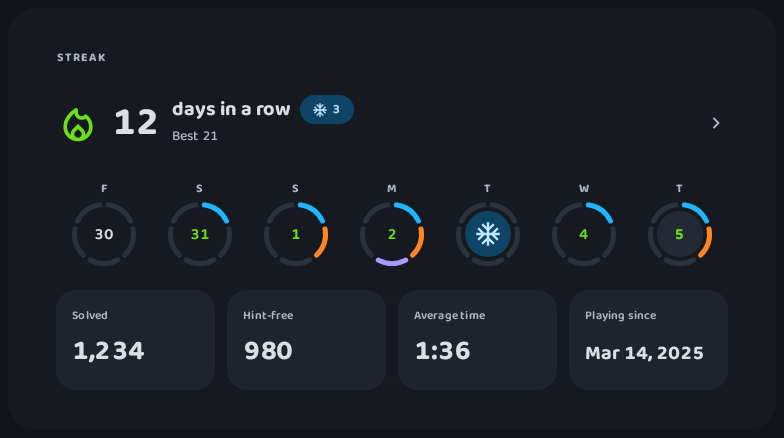 STREAK
12 days in a row 3
Best 21
F S S M T W T
30 31 1 2 4 5
Solved Hint-free Average time Playing since
1,234 980 1:36 Mar 14, 2025